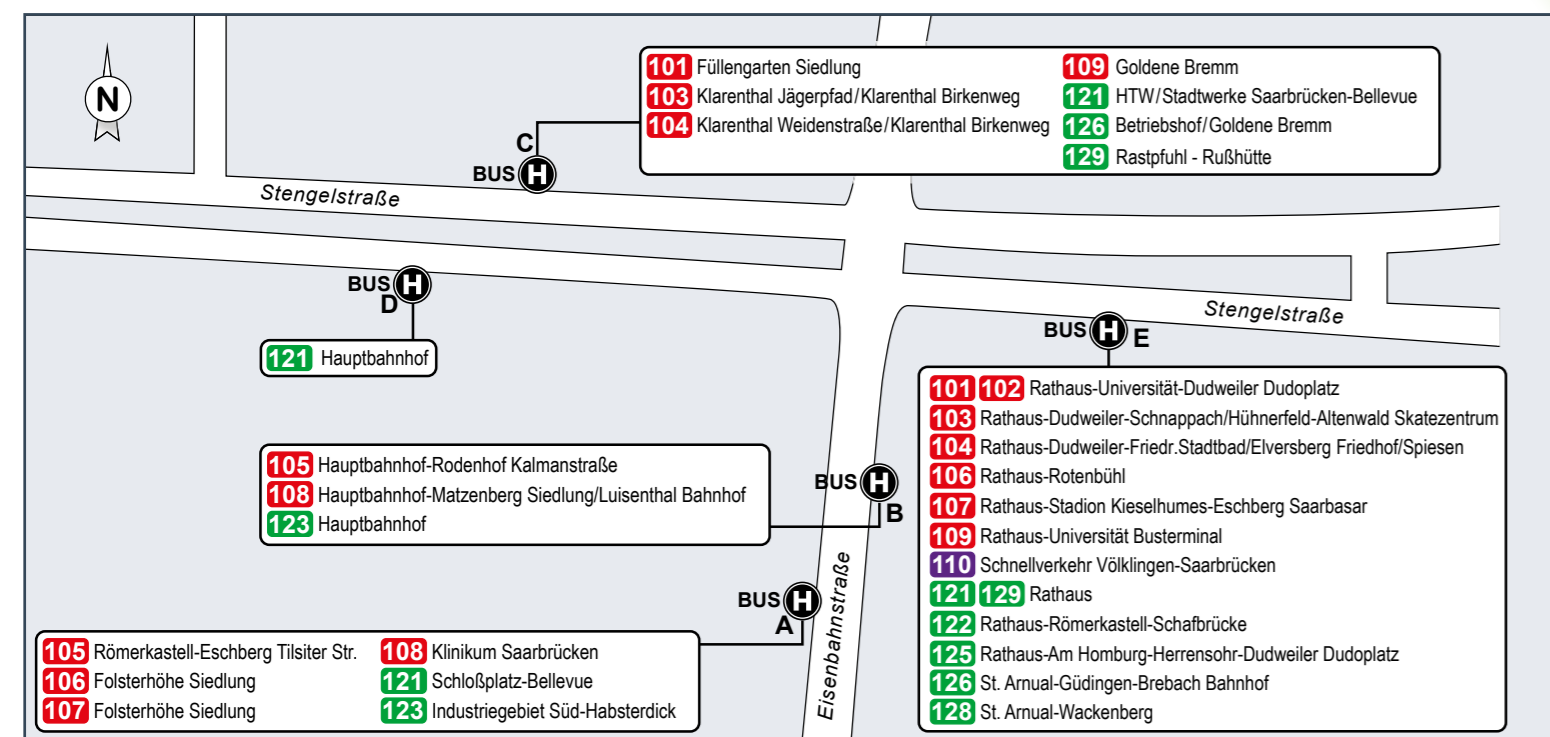 N
C
BUS H
101 Füllengarten Siedlung
103 Klarenthal Jägerpfad/Klarenthal Birkenweg
104 Klarenthal Weidenstraße/Klarenthal Birkenweg
109 Goldene Bremm
121 HTW/Stadtwerke Saarbrücken-Bellevue
126 Betriebshof/Goldene Bremm
129 Rastpfuhl - Rußhütte
Stengelstraße
BUS H
D
121 Hauptbahnhof
Stengelstraße
BUS H E
101 102 Rathaus-Universität-Dudweiler Dudoplatz
103 Rathaus-Dudweiler-Schnappach/Hühnerfeld-Altenwald Skatezentrum
104 Rathaus-Dudweiler-Friedr.Stadtbad/Elversberg Friedhof/Spiesen
106 Rathaus-Rotenbühl
107 Rathaus-Stadion Kieselhumes-Eschberg Saarbasar
109 Rathaus-Universität Busterminal
110 Schnellverkehr Völklingen-Saarbrücken
121 129 Rathaus
122 Rathaus-Römerkastell-Schafbrücke
125 Rathaus-Am Homburg-Herrensohr-Dudweiler Dudoplatz
126 St. Arnual-Güdingen-Brebach Bahnhof
128 St. Arnual-Wackenberg
105 Hauptbahnhof-Rodenhof Kalmanstraße
108 Hauptbahnhof-Matzenberg Siedlung/Luisenthal Bahnhof
123 Hauptbahnhof
BUS H
B
Eisenbahnstraße
BUS H
A
105 Römerkastell-Eschberg Tilsiter Str.
106 Folsterhöhe Siedlung
107 Folsterhöhe Siedlung
108 Klinikum Saarbrücken
121 Schloßplatz-Bellevue
123 Industriegebiet Süd-Habsterdick